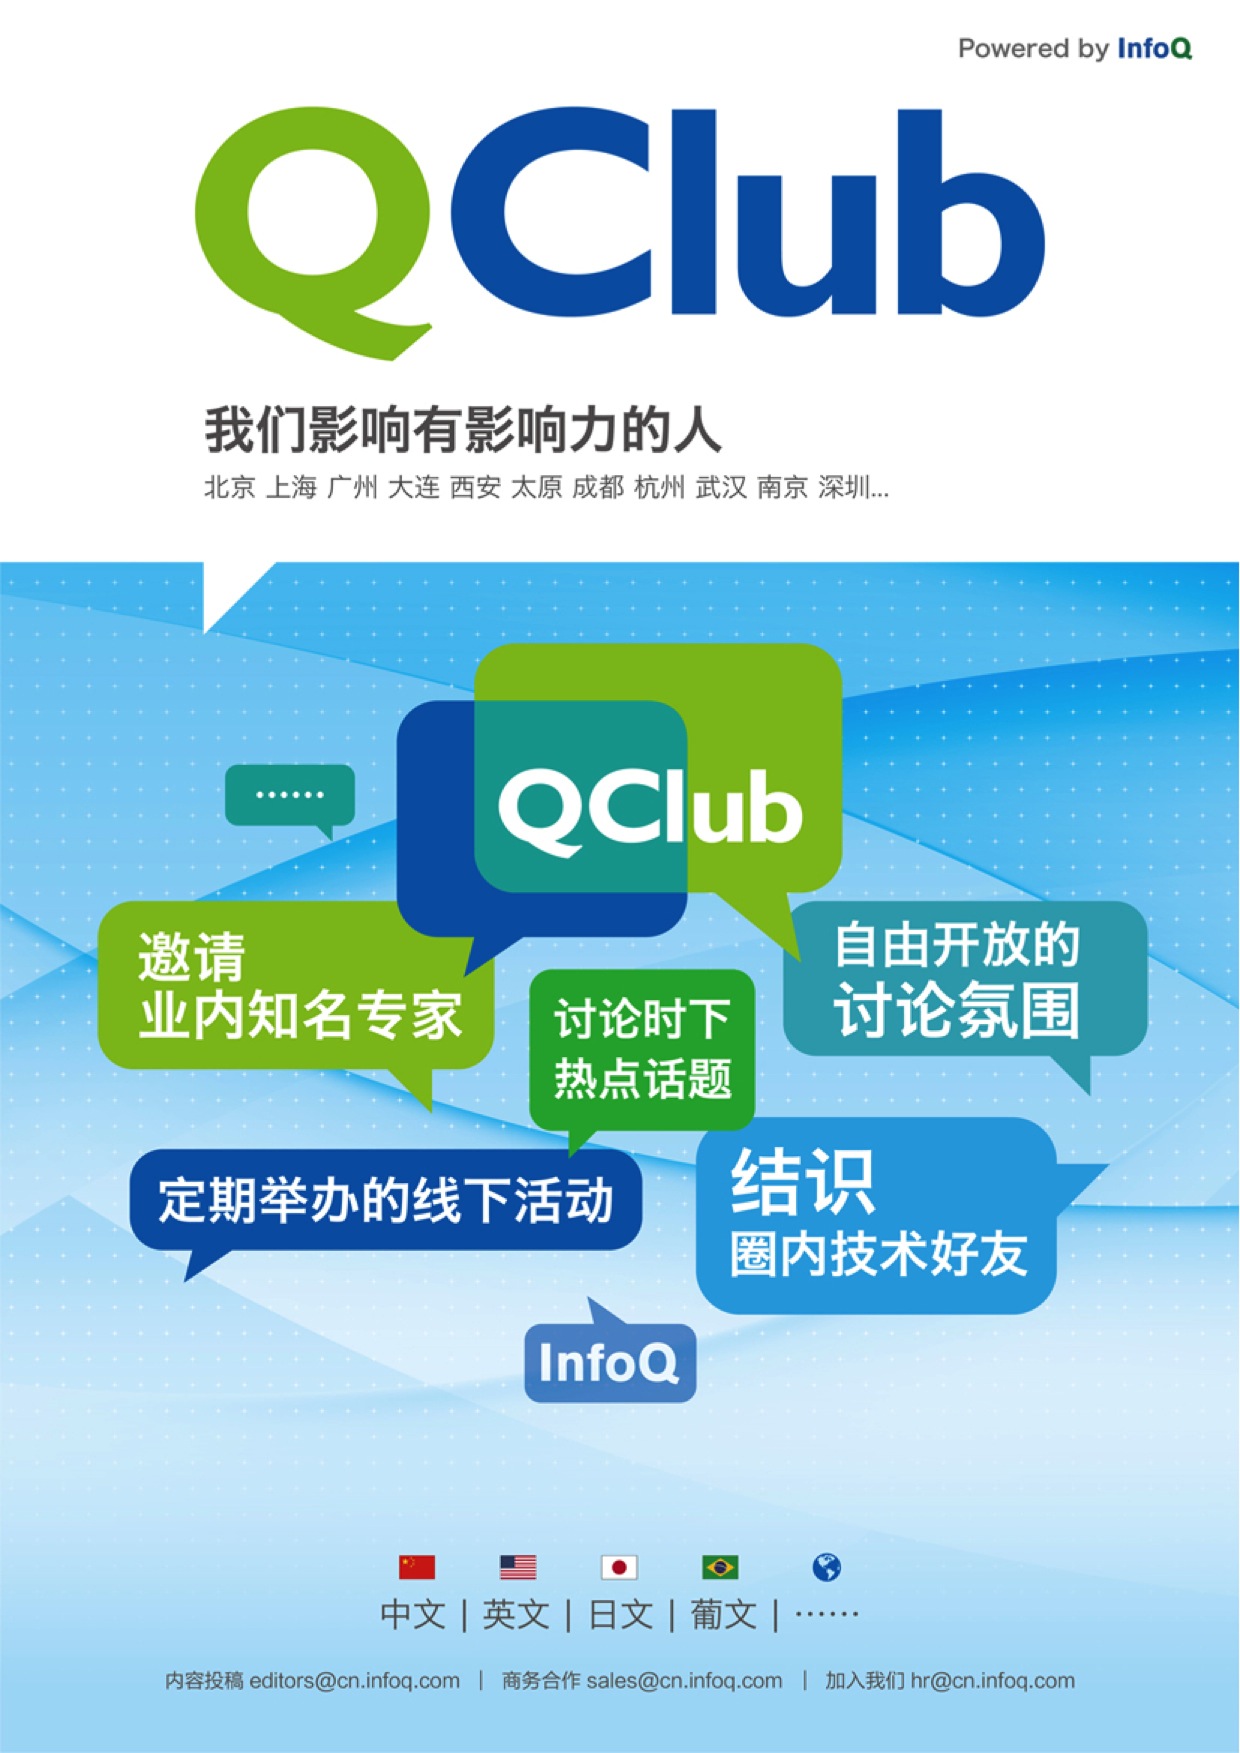 Powered by InfoQ
QClub
我们影响有影响力的人
北京 上海 广州 大连 西安 太原 成都 杭州 武汉 南京 深圳...
QClub
······
邀请
业内知名专家
自由开放的
讨论氛围
讨论时下
热点话题
定期举办的线下活动
结识
圈内技术好友
InfoQ
中文 | 英文 | 日文 | 葡文 | ······
内容投稿 editors@cn.infoq.com | 商务合作 sales@cn.infoq.com | 加入我们 hr@cn.infoq.com